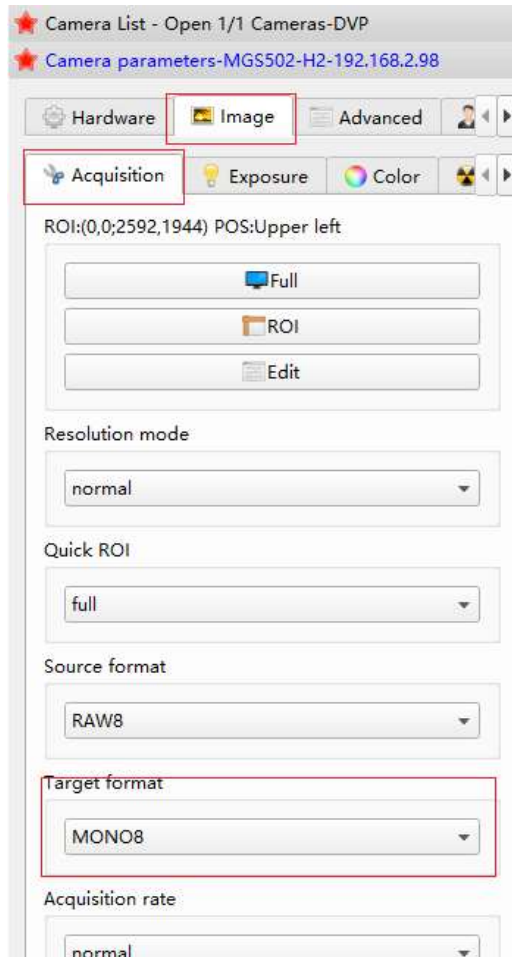 Camera List - Open 1/1 Cameras-DVP
Camera parameters-MGS502-H2-192.168.2.98
Hardware Image Advanced
Acquisition Exposure Color
ROI:(0,0;2592,1944) POS:Upper left
Full
ROI
Edit
Resolution mode
normal
Quick ROI
full
Source format
RAW8
Target format
MONO8
Acquisition rate
normal